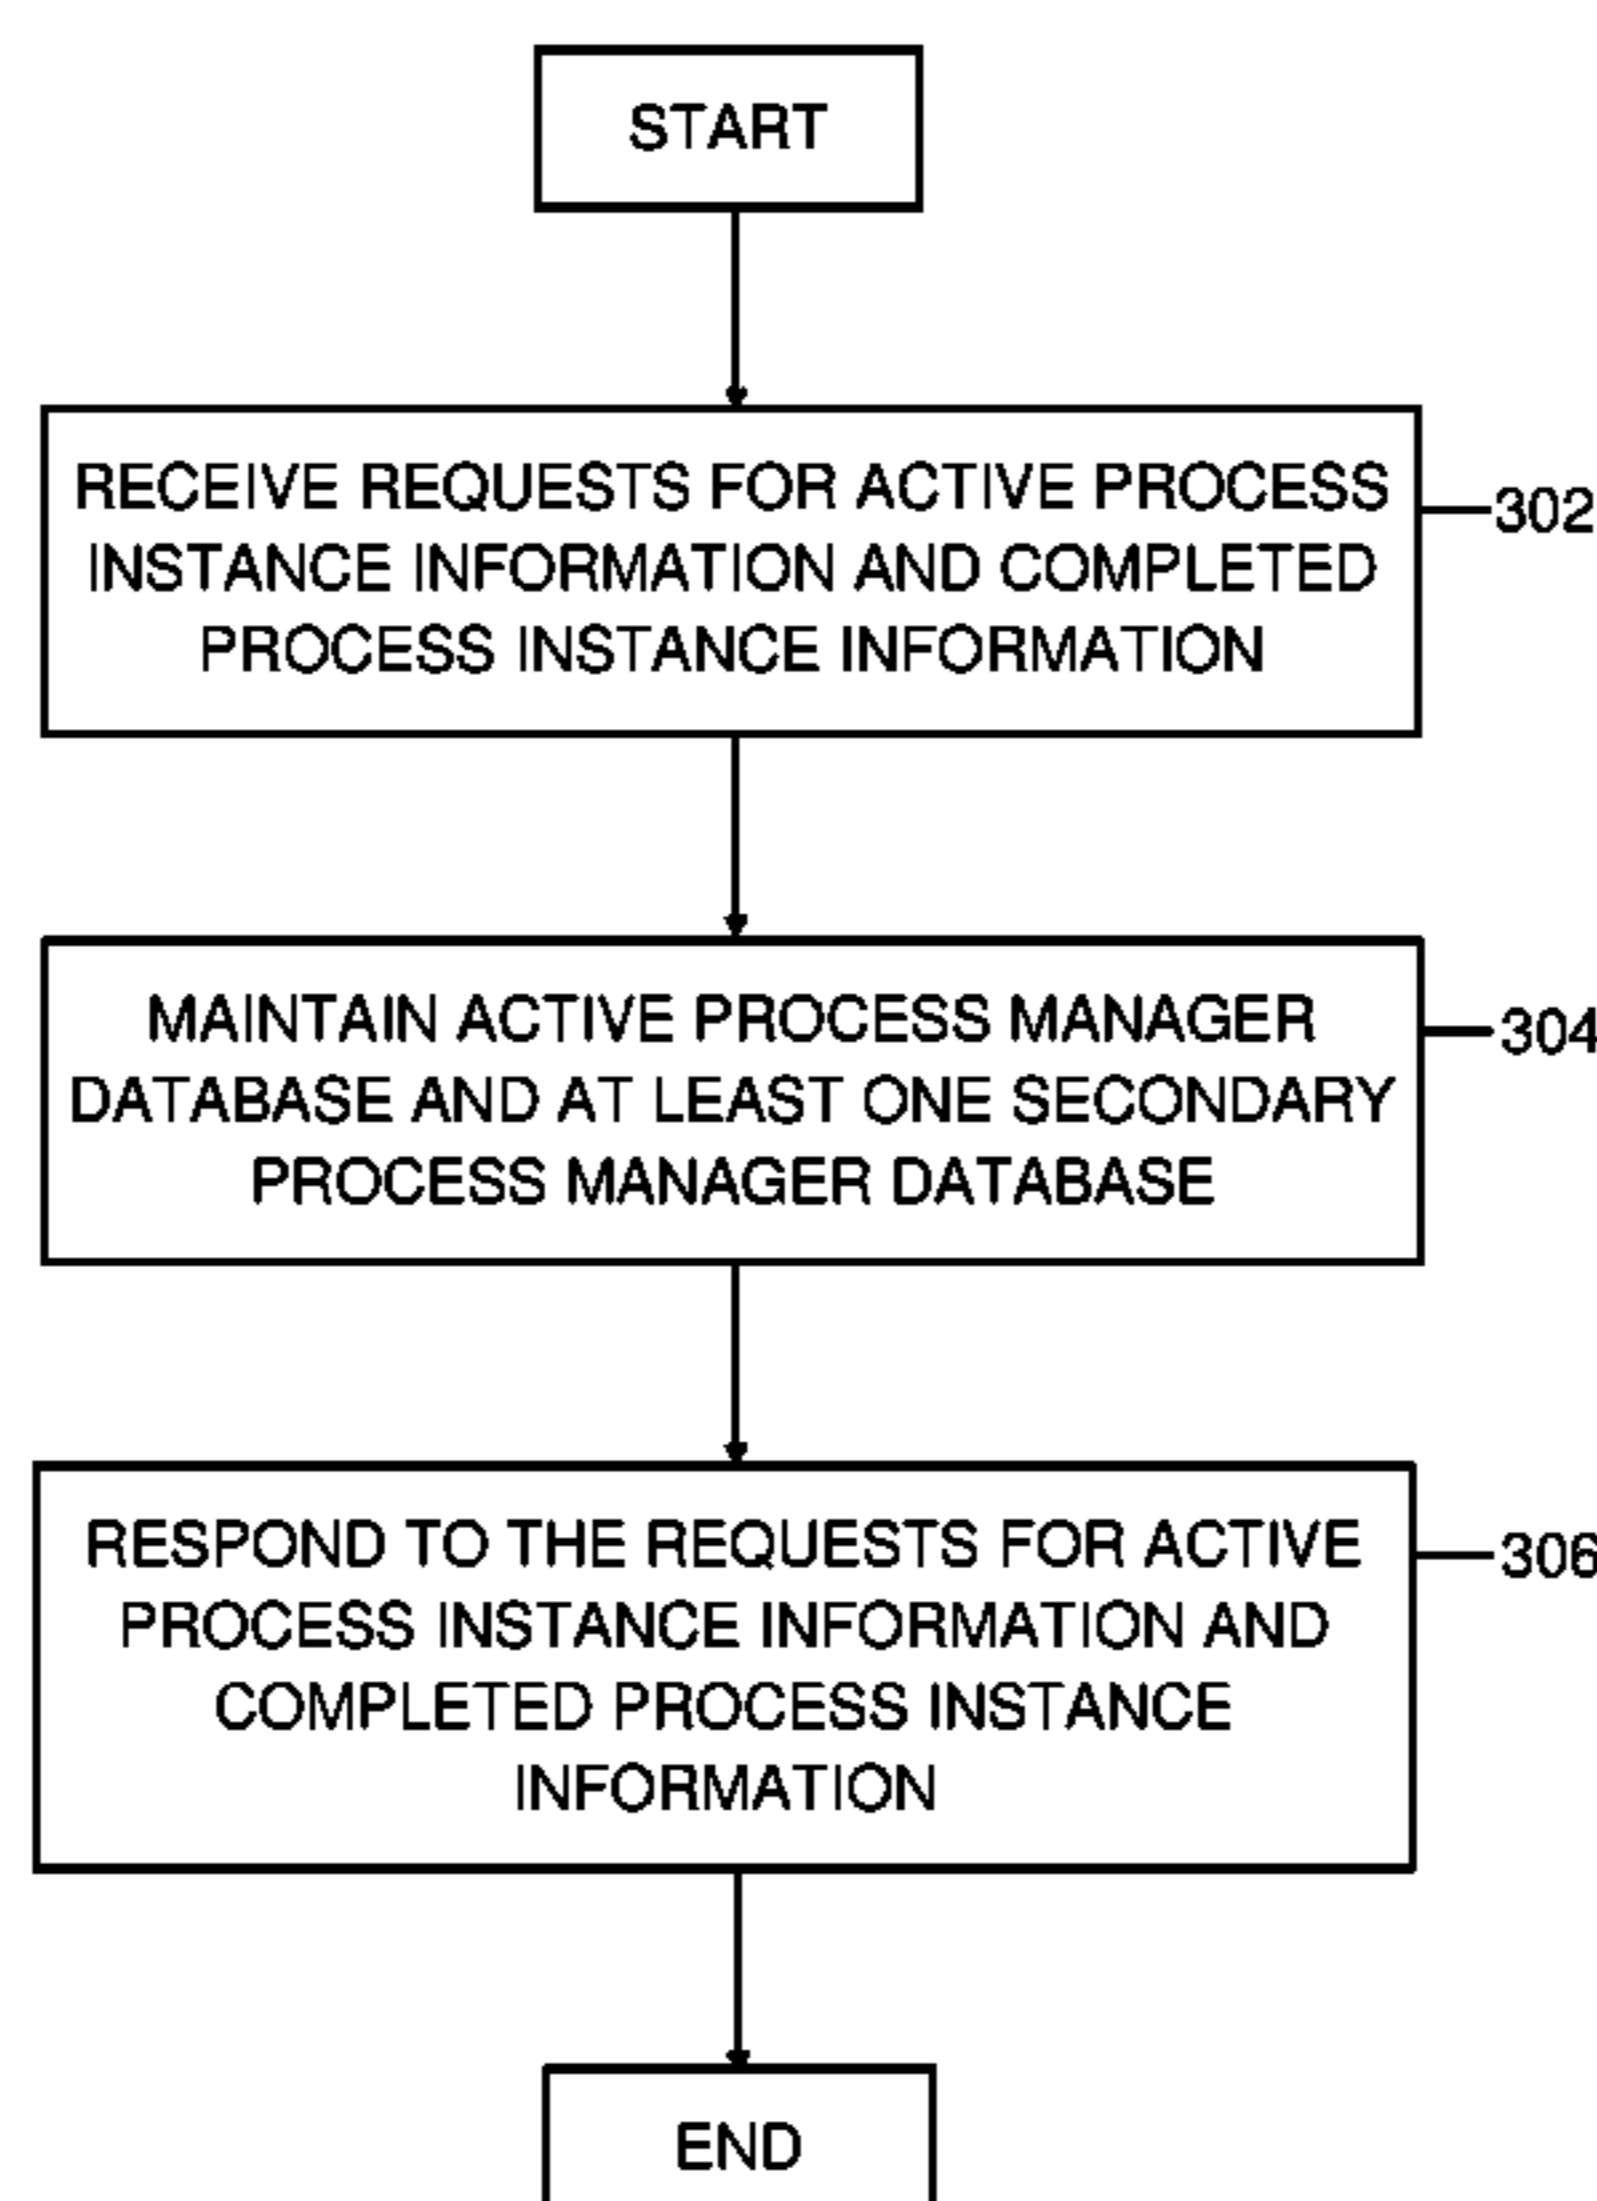 START
RECEIVE REQUESTS FOR ACTIVE PROCESS
INSTANCE INFORMATION AND COMPLETED
PROCESS INSTANCE INFORMATION
302
MAINTAIN ACTIVE PROCESS MANAGER
DATABASE AND AT LEAST ONE SECONDARY
PROCESS MANAGER DATABASE
304
RESPOND TO THE REQUESTS FOR ACTIVE
PROCESS INSTANCE INFORMATION AND
COMPLETED PROCESS INSTANCE
INFORMATION
306
END